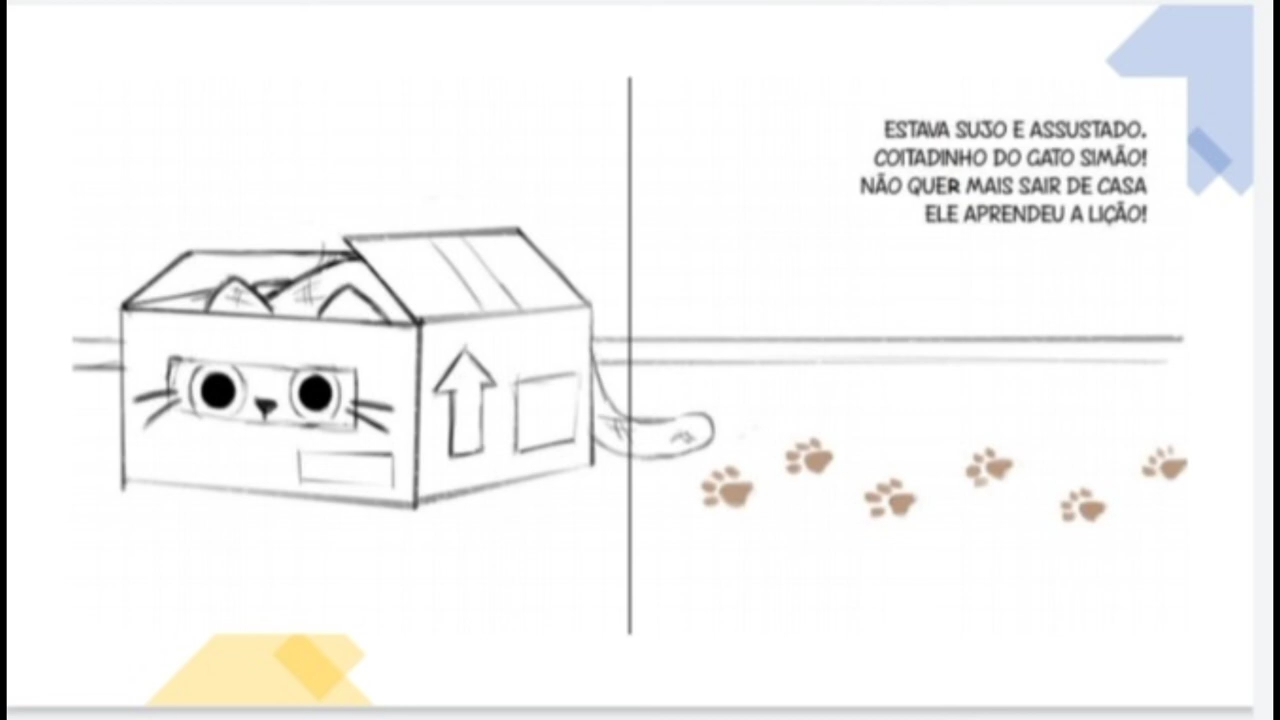 ESTAVA SUJO E ASSUSTADO.
COITADINHO DO GATO SIMÃO!
NÃO QUER MAIS SAIR DE CASA
ELE APRENDEU A LIÇÃO!